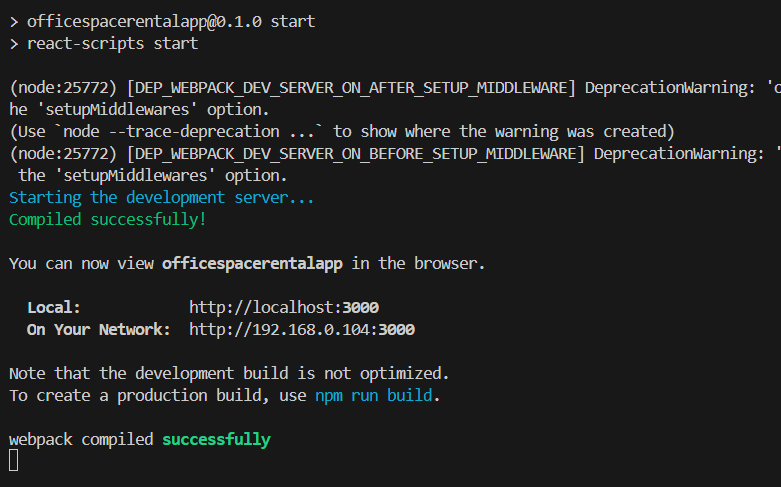 > officespacerentalapp@0.1.0 start
> react-scripts start
(node:25772) [DEP_WEBPACK_DEV_SERVER_ON_AFTER_SETUP_MIDDLEWARE] DeprecationWarning: '
he 'setupMiddlewares' option.
(Use `node --trace-deprecation ...` to show where the warning was created)
(node:25772) [DEP_WEBPACK_DEV_SERVER_ON_BEFORE_SETUP_MIDDLEWARE] DeprecationWarning: '
the 'setupMiddlewares' option.
Starting the development server...
Compiled successfully!
You can now view officespacerentalapp in the browser.
Local: http://localhost:3000
On Your Network: http://192.168.0.104:3000
Note that the development build is not optimized.
To create a production build, use npm run build.
webpack compiled successfully